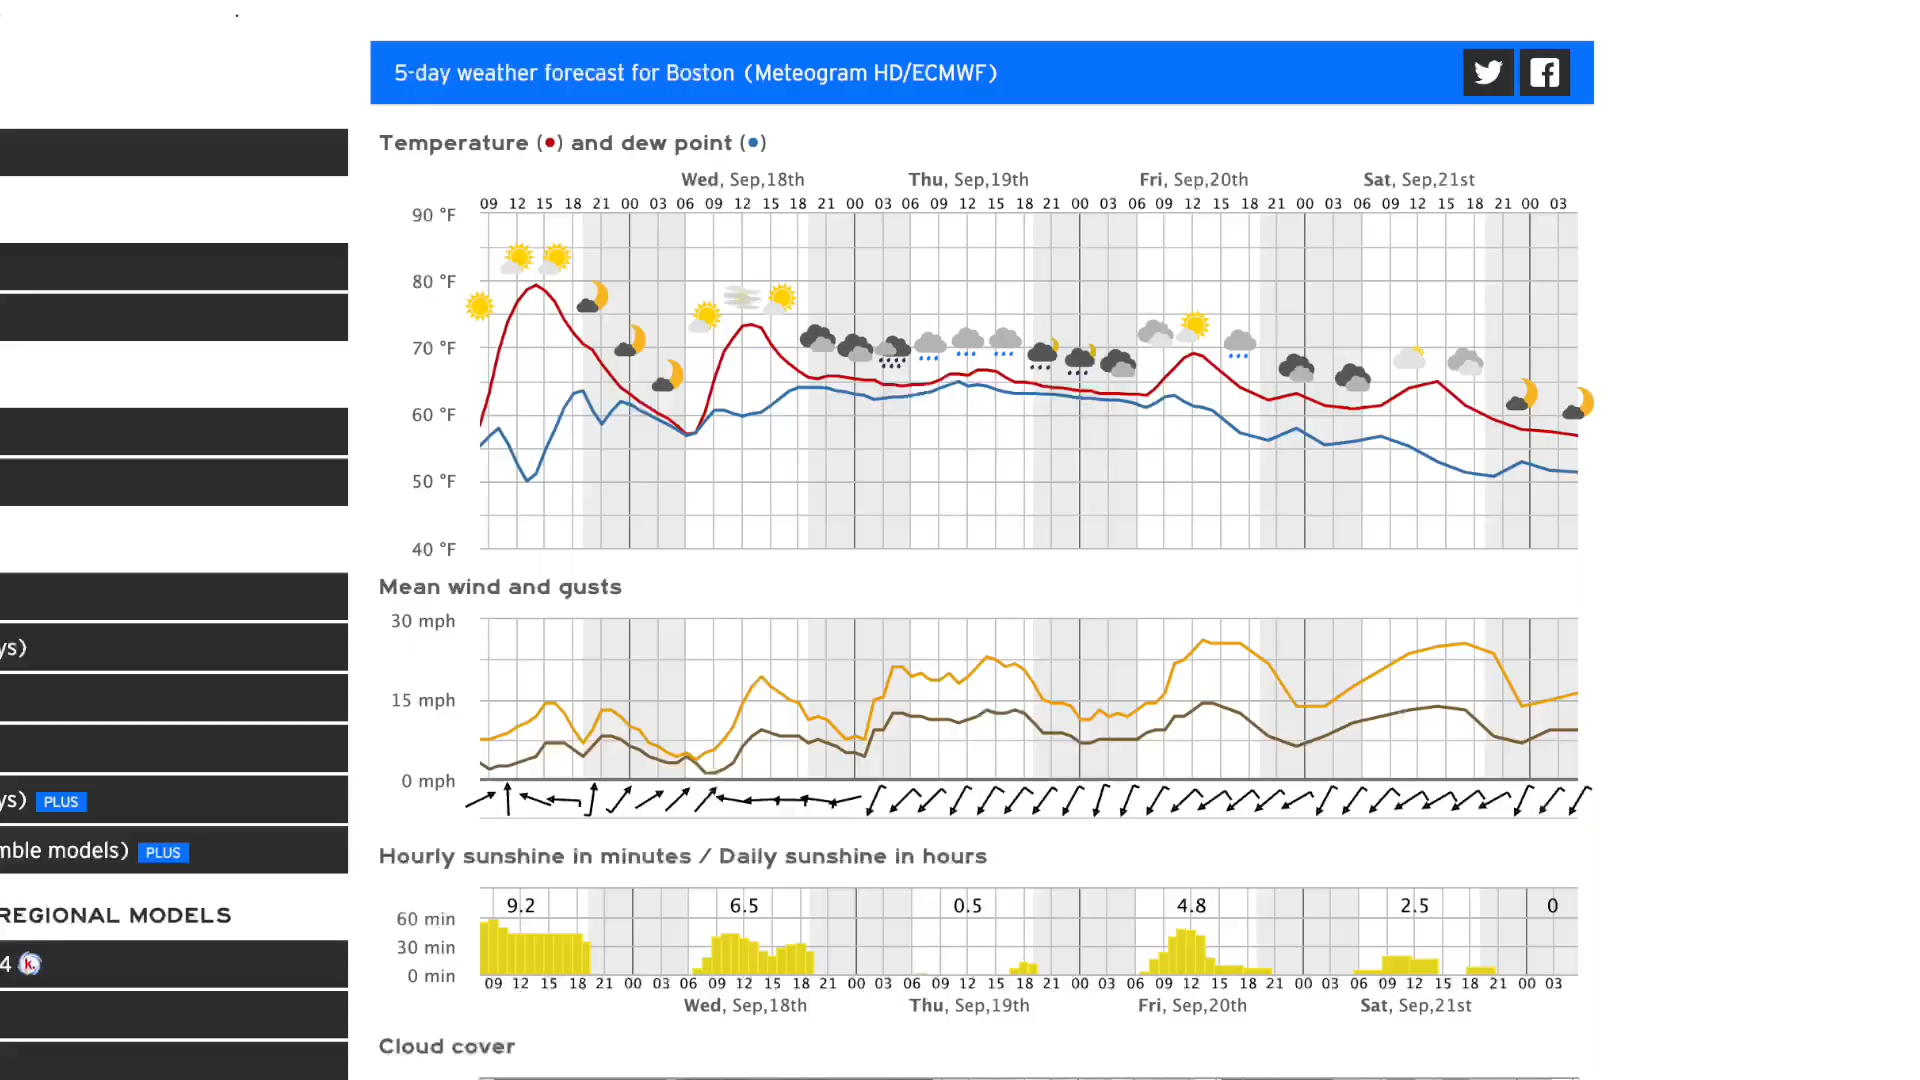 5-day weather forecast for Boston (Meteogram HD/ECMWF)
Temperature (•) and dew point (•)
Wed, Sep,18th Thu, Sep,19th Fri, Sep,20th Sat, Sep,21st
09 12 15 18 21 00 03 06 09 12 15 18 21 00 03 06 09 12 15 18 21 00 03 06 09 12 15 18 21 00 03 06 09 12 15 18 21 00 03
90 °F
80 °F
70 °F
60 °F
50 °F
40 °F
Mean wind and gusts
30 mph
15 mph
0 mph
ys)
ys) PLUS
mble models) PLUS
REGIONAL MODELS
4 k.
Hourly sunshine in minutes / Daily sunshine in hours
9.2 6.5 0.5 4.8 2.5 0
60 min
30 min
0 min
09 12 15 18 21 00 03 06 09 12 15 18 21 00 03 06 09 12 15 18 21 00 03 06 09 12 15 18 21 00 03 06 09 12 15 18 21 00 03
Wed, Sep,18th Thu, Sep,19th Fri, Sep,20th Sat, Sep,21st
Cloud cover